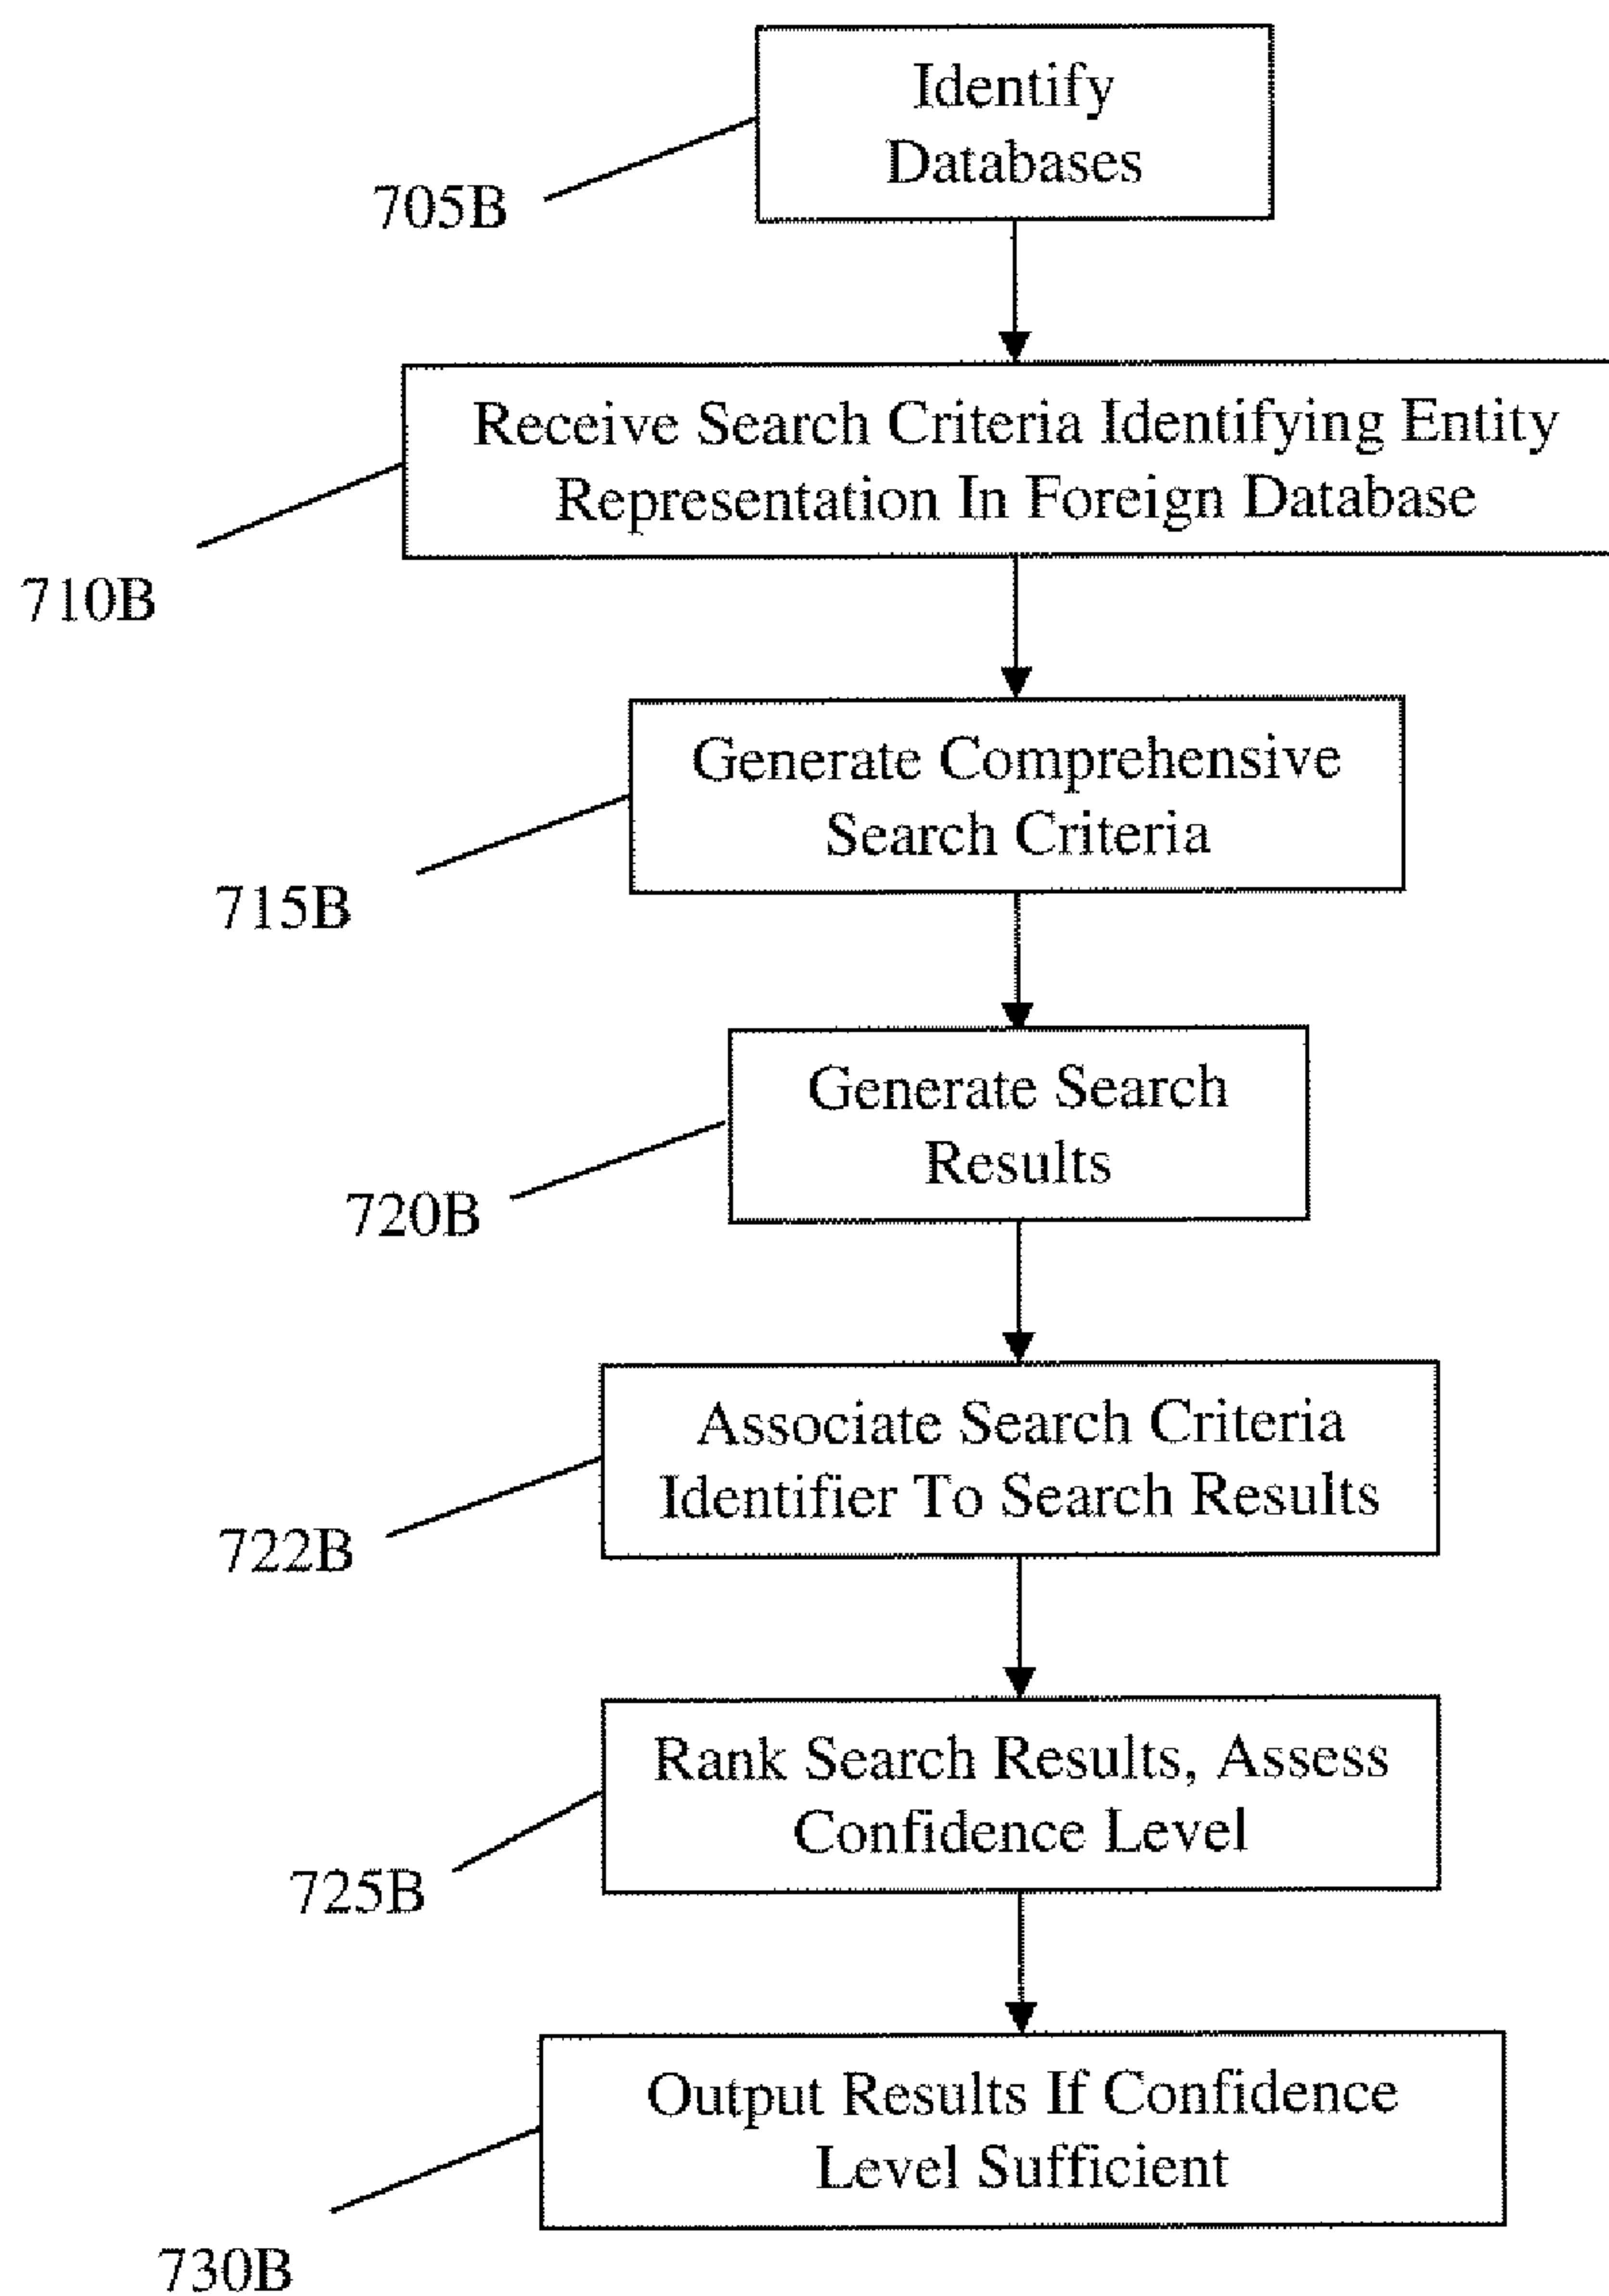 Identify
Databases
705B
Receive Search Criteria Identifying Entity
Representation In Foreign Database
710B
Generate Comprehensive
Search Criteria
715B
Generate Search
Results
720B
Associate Search Criteria
Identifier To Search Results
722B
Rank Search Results, Assess
Confidence Level
725B
Output Results If Confidence
Level Sufficient
730B